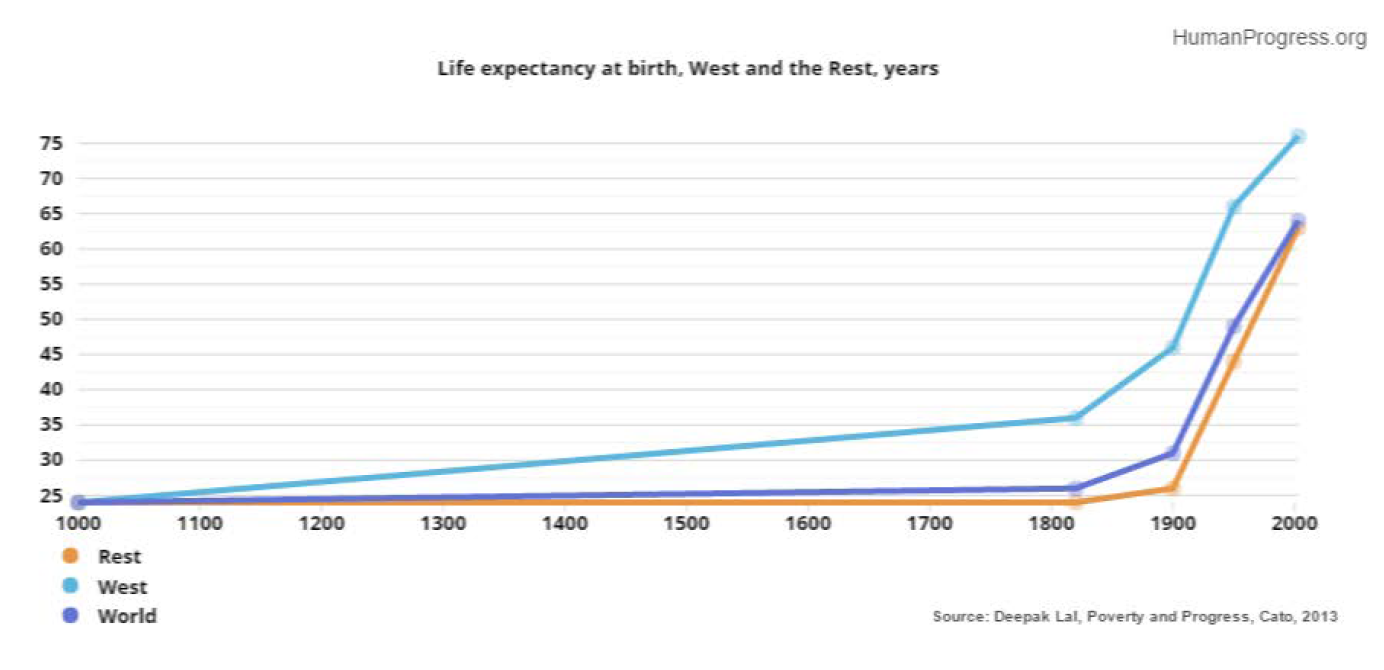 HumanProgress.org
Life expectancy at birth, West and the Rest, years
75
70
65
60
55
50
45
40
35
30
25
1000 1100 1200 1300 1400 1500 1600 1700 1800 1900 2000
Rest
West
World
Source: Deepak Lal, Poverty and Progress, Cato, 2013